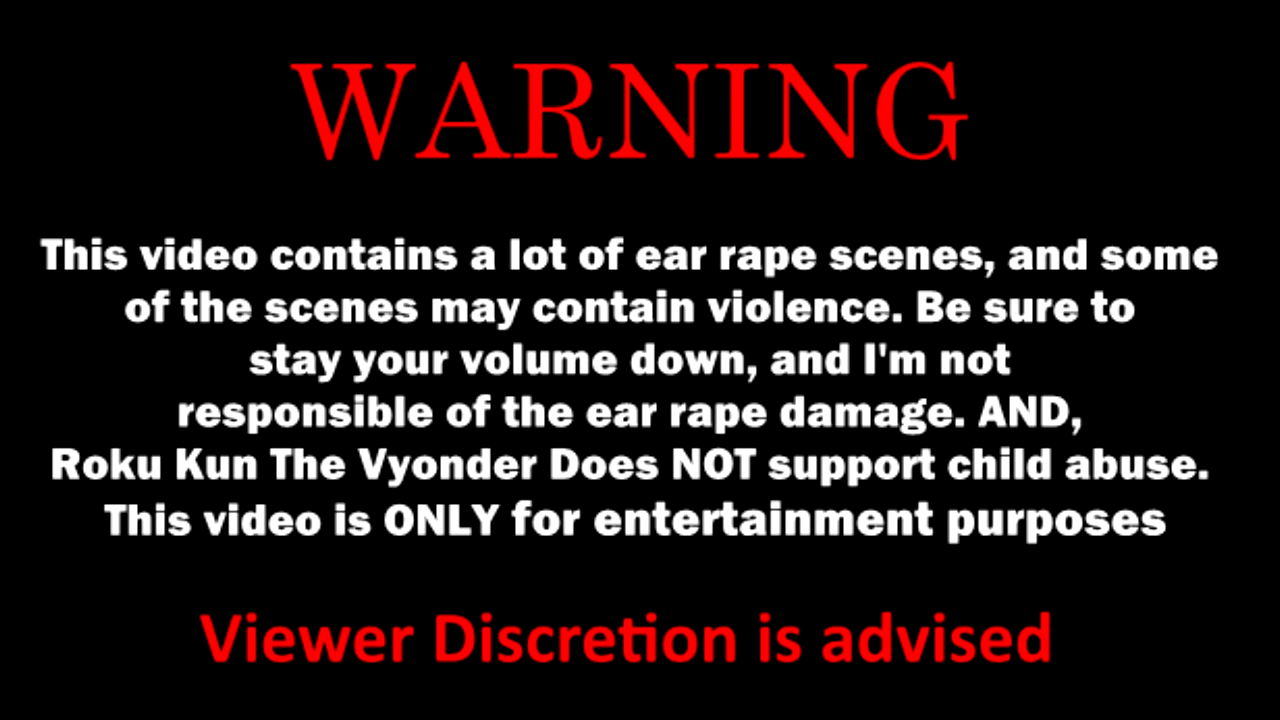 WARNING
This video contains a lot of ear rape scenes, and some
of the scenes may contain violence. Be sure to
stay your volume down, and I'm not
responsible of the ear rape damage. AND,
Roku Kun The Vyonder Does NOT support child abuse.
This video is ONLY for entertainment purposes
Viewer Discretion is advised